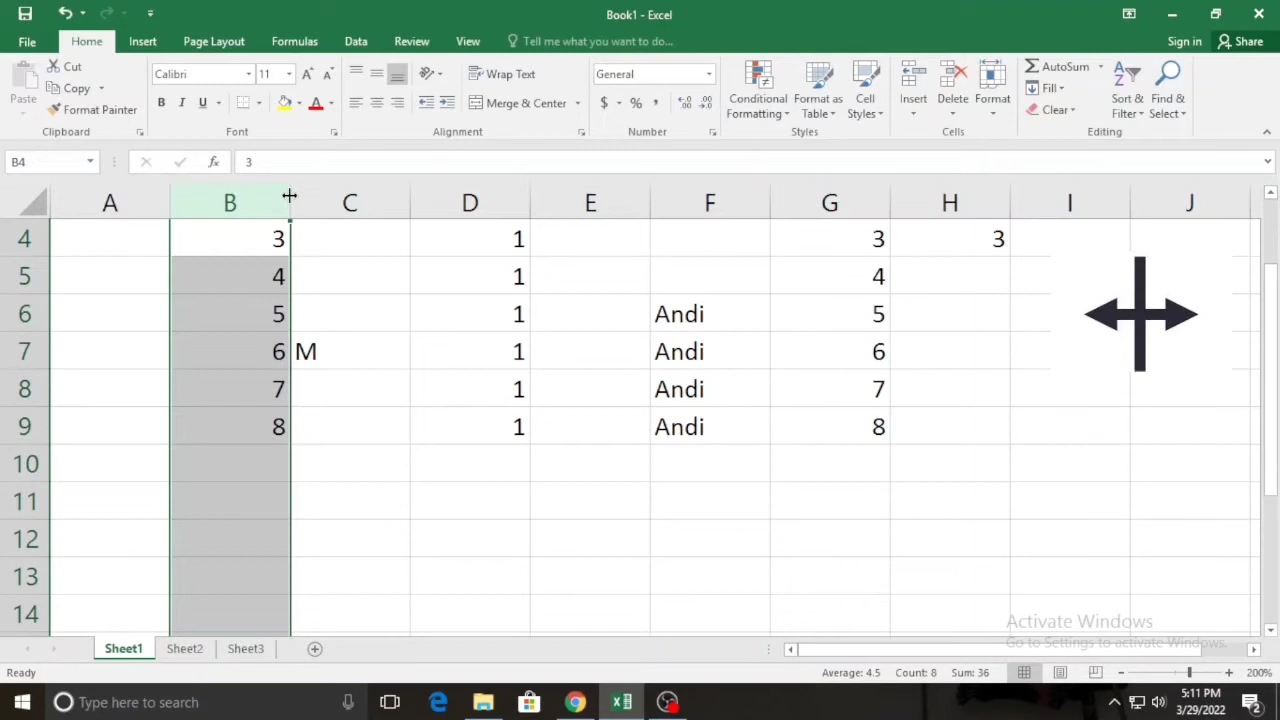 Book1 - Excel
File Home Insert Page Layout Formulas Data Review View Tell me what you want to do... Sign in Share
Paste
Cut
Copy
Format Painter
Clipboard
Calibri 11
B I U A
Font
Wrap Text
Merge & Center
Alignment
General
$ % ,
Number
Conditional Formatting
Format as Table
Cell Styles
Styles
Insert
Delete
Format
Cells
AutoSum
Fill
Clear
Sort & Filter
Find & Select
Editing
B4 fx 3
A B C D E F G H I J
4 3 1 3 3
5 4 1 4
6 5 1 Andi 5
7 6 M 1 Andi 6
8 7 1 Andi 7
9 8 1 Andi 8
10
11
12
13
14
Activate Windows
Go to Settings to activate Windows.
Sheet1 Sheet2 Sheet3
Ready Average: 4.5 Count: 8 Sum: 36 200%
Type here to search
5:11 PM
3/29/2022
2